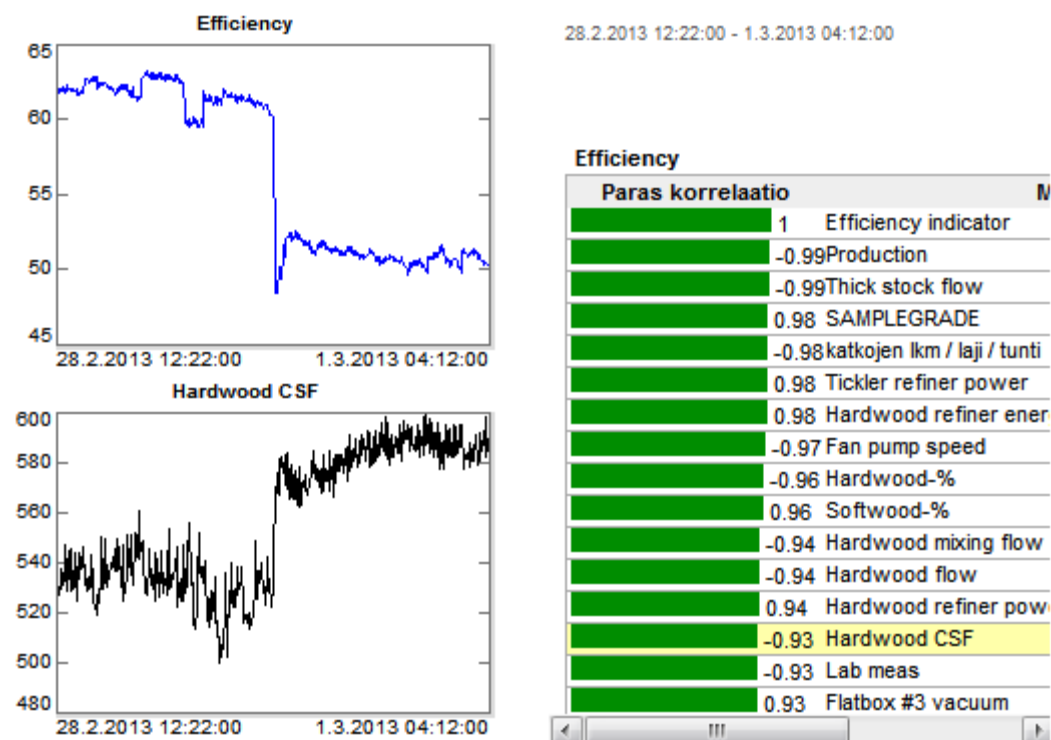 Efficiency
65
60
55
50
45
28.2.2013 12:22:00 1.3.2013 04:12:00
Hardwood CSF
600
580
560
540
520
500
480
28.2.2013 12:22:00 1.3.2013 04:12:00
28.2.2013 12:22:00 - 1.3.2013 04:12:00
Efficiency
Paras korrelaatio M
1 Efficiency indicator
-0.99 Production
-0.99 Thick stock flow
0.98 SAMPLEGRADE
-0.98 katkojen lkm / laji / tunti
0.98 Tickler refiner power
0.98 Hardwood refiner ener
-0.97 Fan pump speed
-0.96 Hardwood-%
0.96 Softwood-%
-0.94 Hardwood mixing flow
-0.94 Hardwood flow
0.94 Hardwood refiner pow
-0.93 Hardwood CSF
-0.93 Lab meas
0.93 Flatbox #3 vacuum